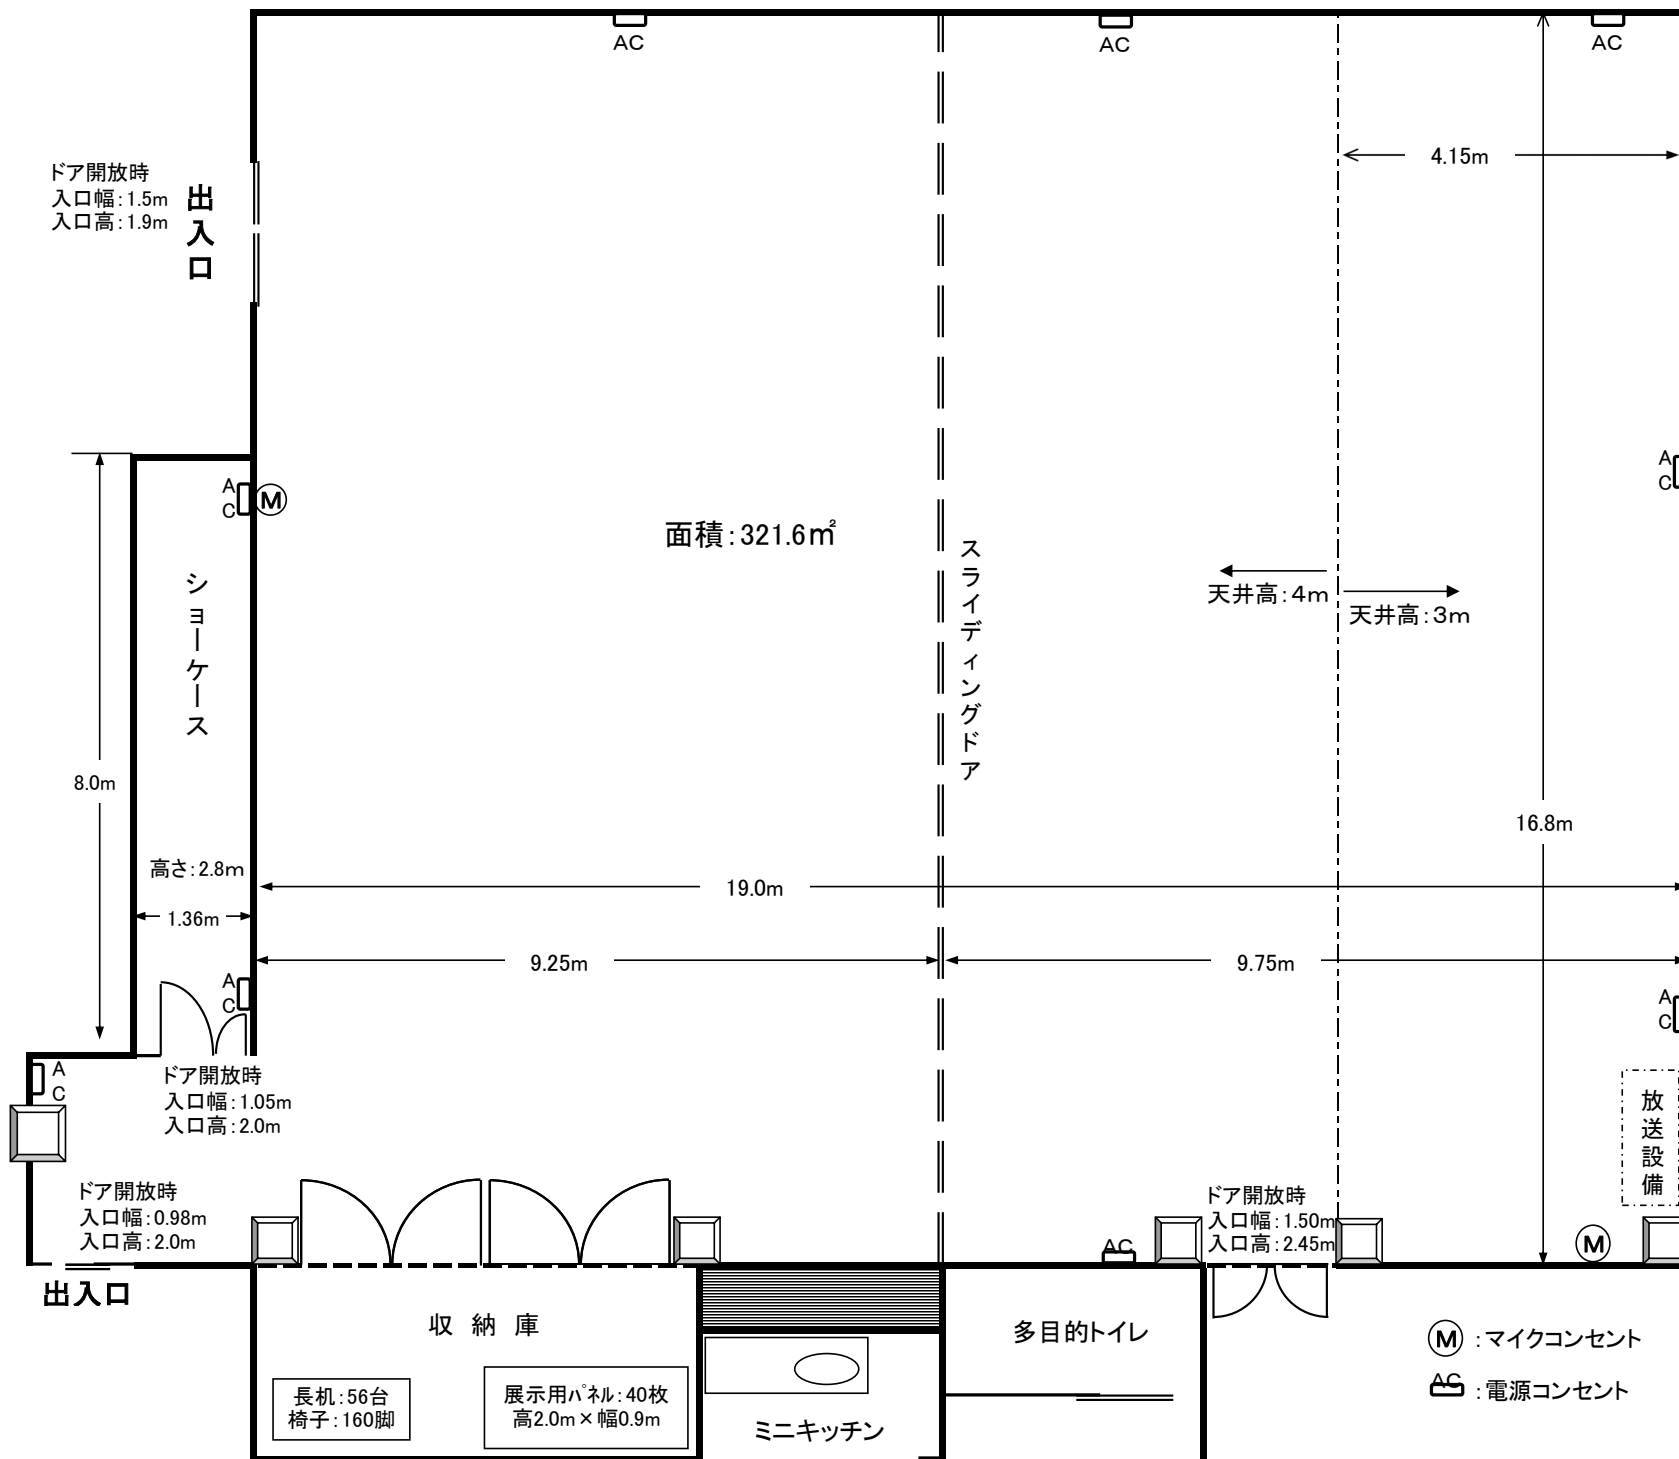 AC
AC
AC
ドア開放時
入口幅：1.5m
入口高：1.9m
出入口
4.15m
AC
M
AC
面積：321.6㎡
スライディングドア
天井高：4m
天井高：3m
ショーケース
8.0m
16.8m
高さ：2.8m
19.0m
1.36m
9.25m
9.75m
AC
AC
AC
ドア開放時
入口幅：1.05m
入口高：2.0m
放送設備
ドア開放時
入口幅：0.98m
入口高：2.0m
ドア開放時
入口幅：1.50m
入口高：2.45m
AC
M
出入口
収納庫
多目的トイレ
M：マイクコンセント
AC：電源コンセント
長机：56台
椅子：160脚
展示用パネル：40枚
高2.0m×幅0.9m
ミニキッチン